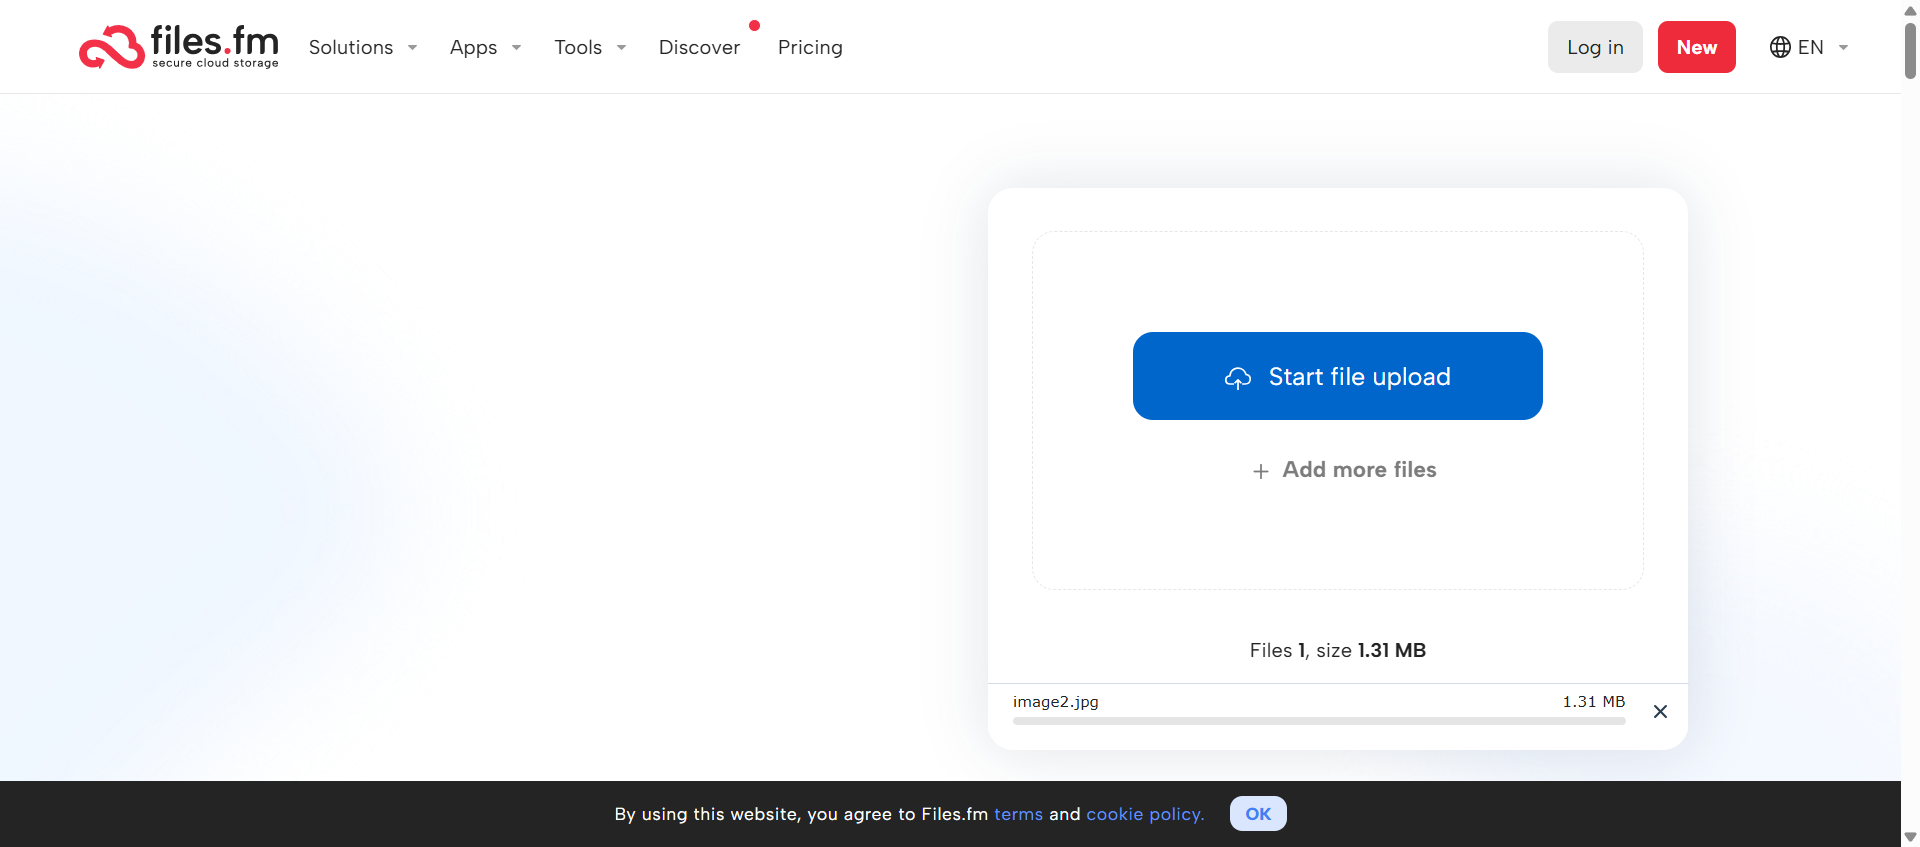 files.fm
secure cloud storage
Solutions
Apps
Tools
Discover
Pricing
Log in
New
EN
Start file upload
Add more files
Files 1, size 1.31 MB
image2.jpg
1.31 MB
By using this website, you agree to Files.fm terms and cookie policy.
OK